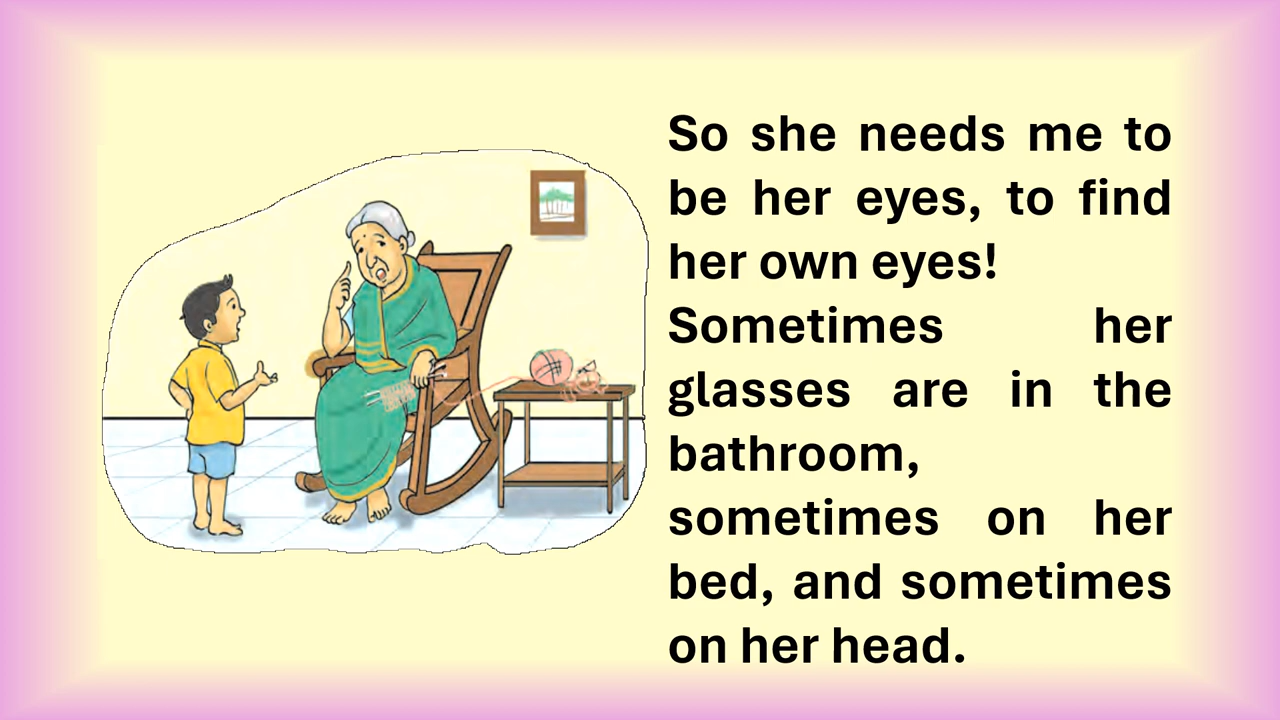 So she needs me to
be her eyes, to find
her own eyes!
Sometimes her
glasses are in the
bathroom,
sometimes on her
bed, and sometimes
on her head.